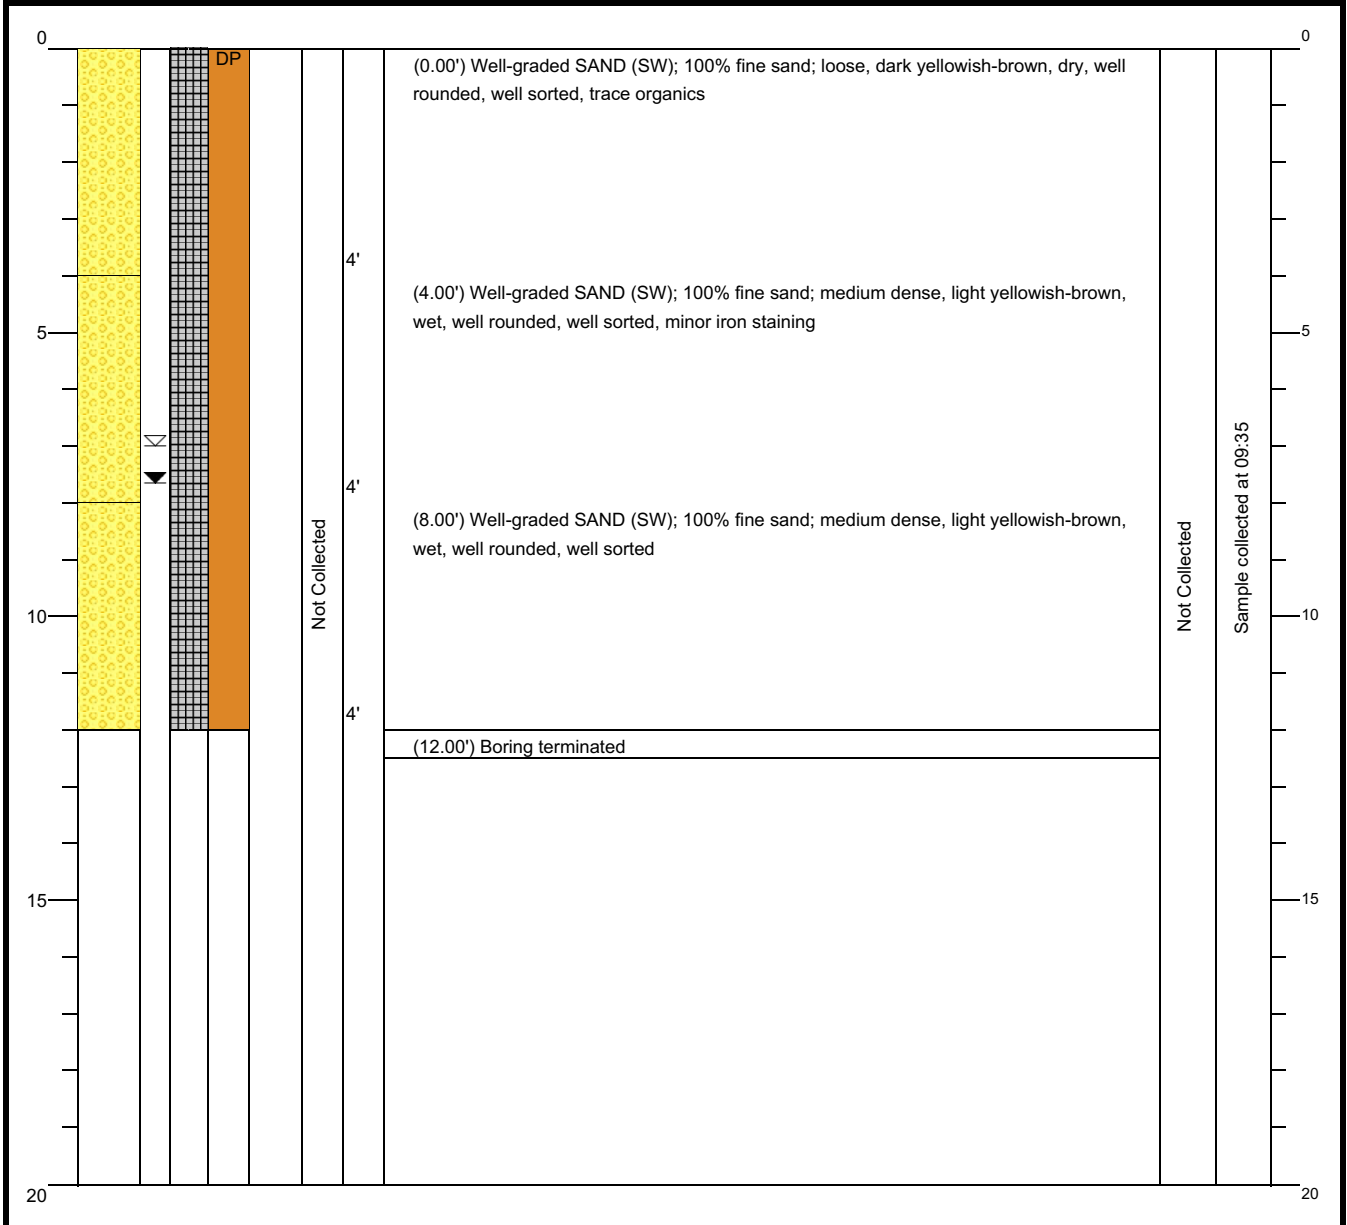 0
0
DP
(0.00') Well-graded SAND (SW); 100% fine sand; loose, dark yellowish-brown, dry, well
rounded, well sorted, trace organics
4'
(4.00') Well-graded SAND (SW); 100% fine sand; medium dense, light yellowish-brown,
wet, well rounded, well sorted, minor iron staining
5
5
4'
(8.00') Well-graded SAND (SW); 100% fine sand; medium dense, light yellowish-brown,
wet, well rounded, well sorted
Not Collected
Not Collected
Sample collected at 09:35
10
10
4'
(12.00') Boring terminated
15
15
20
20